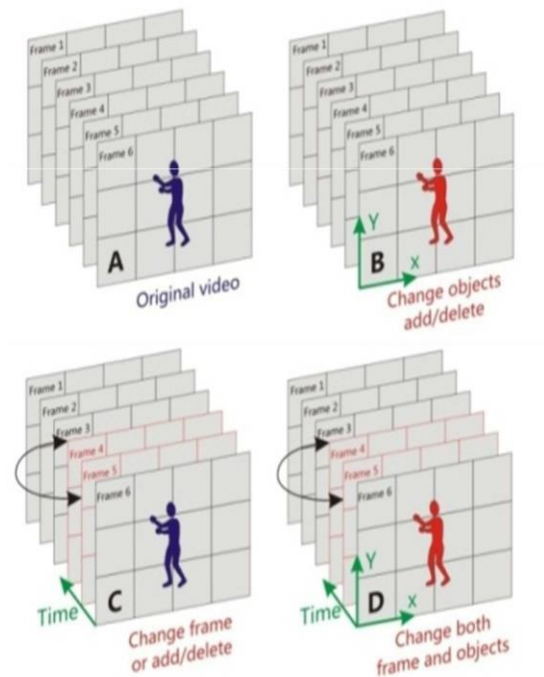 Frame 1
Frame 2
Frame 3
Frame 4
Frame 5
Frame 6
A
Original video
Frame 1
Frame 2
Frame 3
Frame 4
Frame 5
Frame 6
Y
B
X
Change objects
add/delete
Frame 1
Frame 2
Frame 3
Frame 4
Frame 5
Frame 6
Time
C
Change frame
or add/delete
Frame 1
Frame 2
Frame 3
Frame 4
Frame 5
Frame 6
Y
Time
D
X
Change both
frame and objects